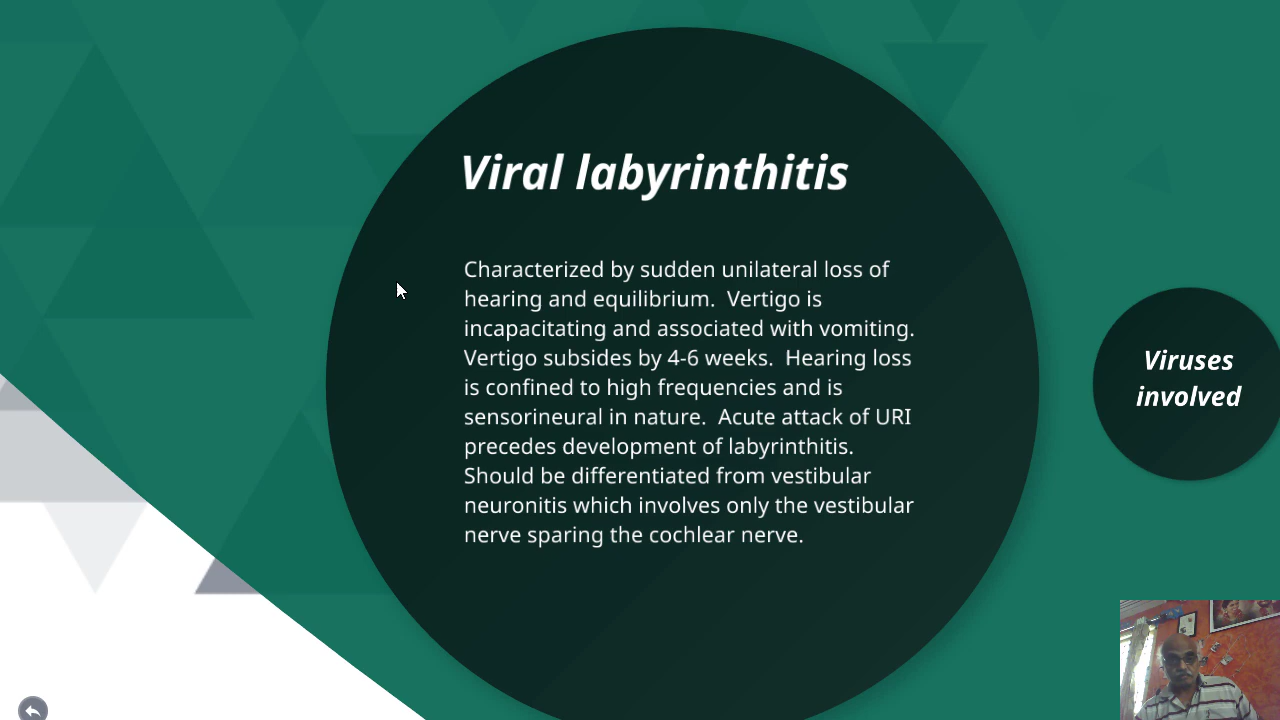 Viral labyrinthitis
Characterized by sudden unilateral loss of
hearing and equilibrium.  Vertigo is
incapacitating and associated with vomiting.
Vertigo subsides by 4-6 weeks.  Hearing loss
is confined to high frequencies and is
sensorineural in nature.  Acute attack of URI
precedes development of labyrinthitis.
Should be differentiated from vestibular
neuronitis which involves only the vestibular
nerve sparing the cochlear nerve.
Viruses
involved